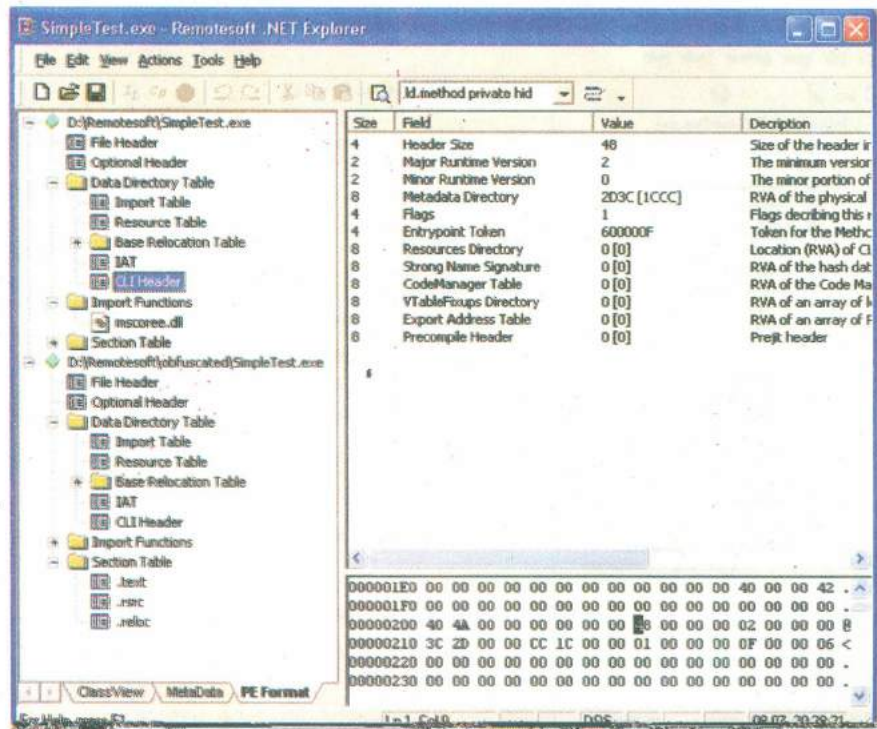 SimpleTest.exe - Remotesoft .NET Explorer
File Edit View Actions Tools Help
ld.method private hid
D:\Remotesoft\SimpleTest.exe
File Header
Optional Header
Data Directory Table
Import Table
Resource Table
Base Relocation Table
IAT
CLI Header
Import Functions
mscoree.dll
Section Table
D:\Remotesoft\obfuscated\SimpleTest.exe
File Header
Optional Header
Data Directory Table
Import Table
Resource Table
Base Relocation Table
IAT
CLI Header
Import Functions
Section Table
.text
.rsrc
.reloc
ClassView MetaData PE Format
Size Field Value Decription
4 Header Size 48 Size of the header in
2 Major Runtime Version 2 The minimum version
2 Minor Runtime Version 0 The minor portion of
8 Metadata Directory 2D3C [1CCC] RVA of the physical
4 Flags 1 Flags decribing this
4 Entrypoint Token 600000F Token for the Metho
8 Resources Directory 0 [0] Location (RVA) of CL
8 Strong Name Signature 0 [0] RVA of the hash dat
8 CodeManager Table 0 [0] RVA of the Code Ma
8 VTableFixups Directory 0 [0] RVA of an array of
8 Export Address Table 0 [0] RVA of an array of F
8 Precompile Header 0 [0] Prejit header
000001E0 00 00 00 00 00 00 00 00 00 00 00 00 40 00 00 42 .
000001F0 00 00 00 00 00 00 00 00 00 00 00 00 00 00 00 00 .
00000200 40 4A 00 00 00 00 00 00 48 00 00 00 02 00 00 00 @
00000210 3C 2D 00 00 CC 1C 00 00 01 00 00 00 0F 00 00 06 <
00000220 00 00 00 00 00 00 00 00 00 00 00 00 00 00 00 00 .
00000230 00 00 00 00 00 00 00 00 00 00 00 00 00 00 00 00 .
For Help, press F1
Ln 1, Col 9 DOS